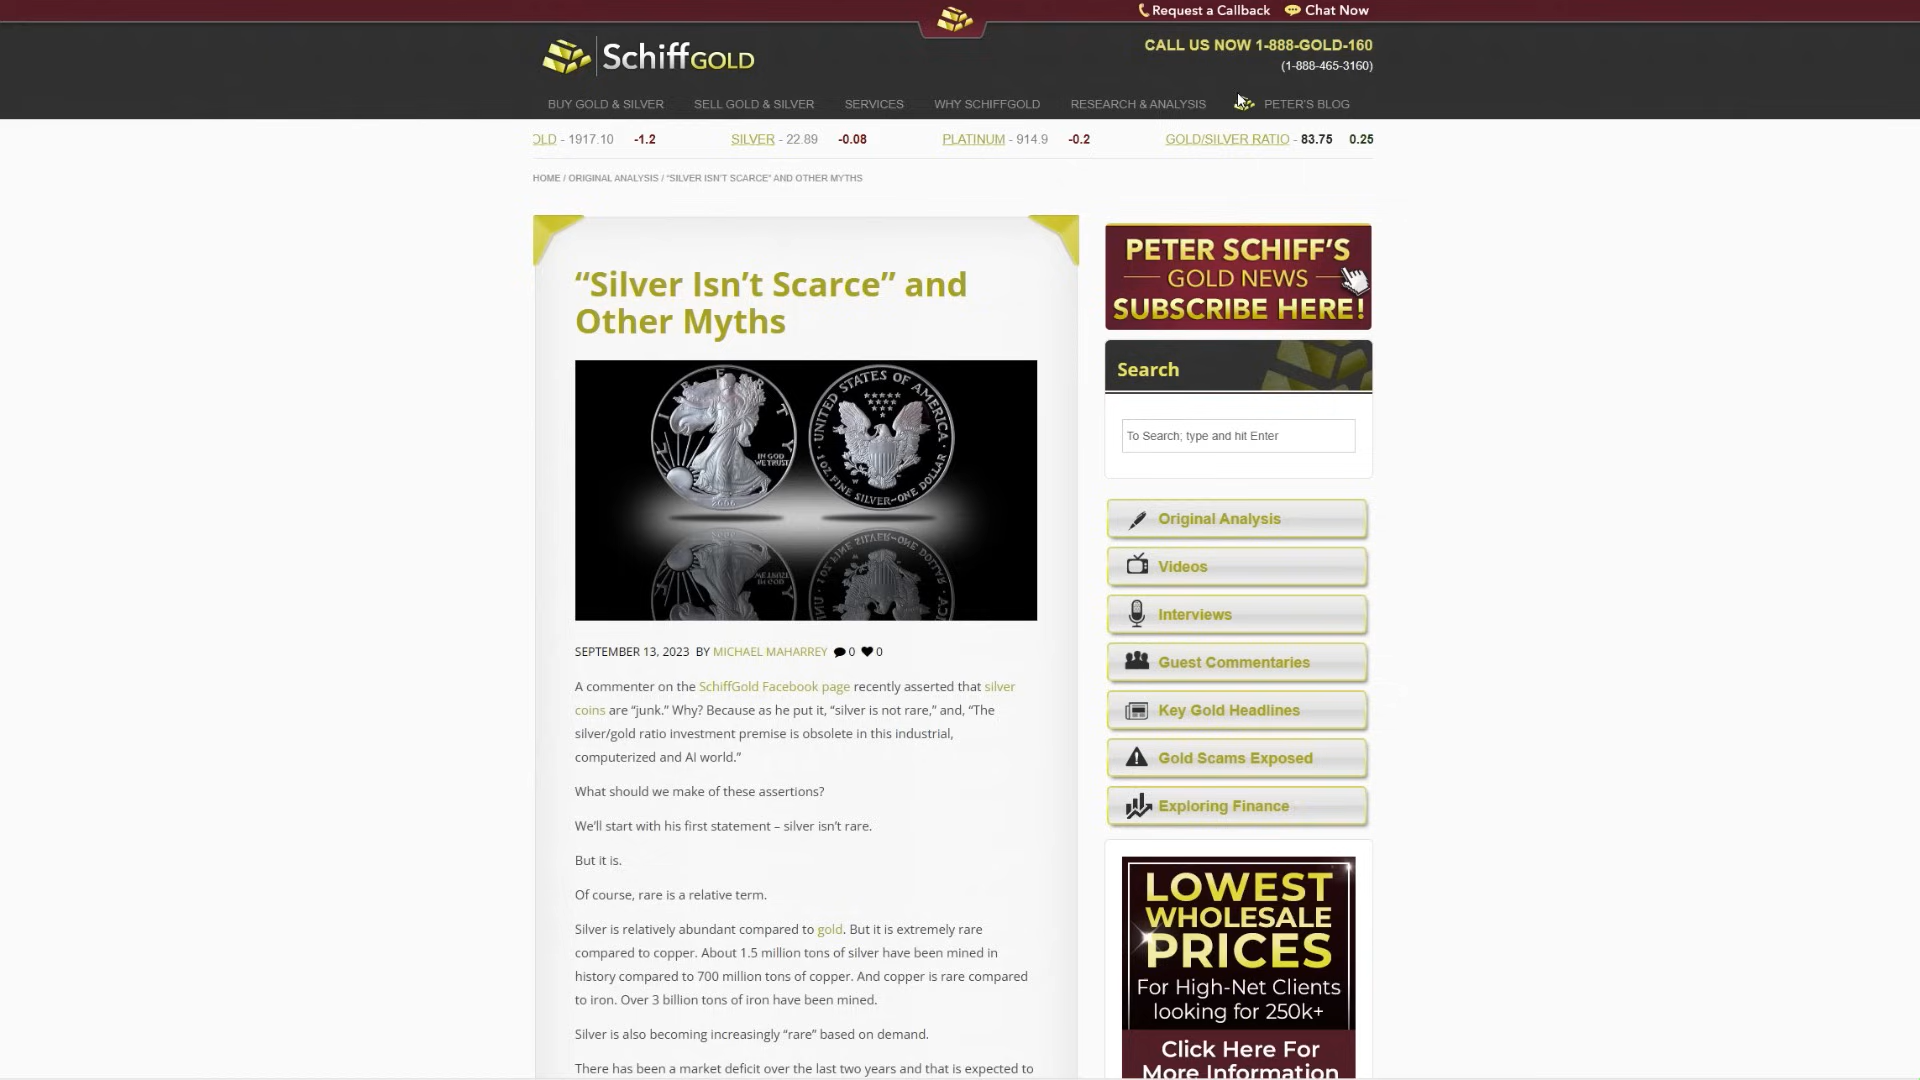 Request a Callback Chat Now
SchiffGOLD
CALL US NOW 1-888-GOLD-160
(1-888-465-3160)
BUY GOLD & SILVER SELL GOLD & SILVER SERVICES WHY SCHIFFGOLD RESEARCH & ANALYSIS PETER'S BLOG
OLD - 1917.10 -1.2 SILVER - 22.89 -0.08 PLATINUM - 914.9 -0.2 GOLD/SILVER RATIO - 83.75 0.25
HOME / ORIGINAL ANALYSIS / "SILVER ISN'T SCARCE" AND OTHER MYTHS
“Silver Isn’t Scarce” and
Other Myths
LIBERTY
IN GOD
WE TRUST
2006
UNITED STATES OF AMERICA
1 OZ. FINE SILVER~ONE DOLLAR
SEPTEMBER 13, 2023 BY MICHAEL MAHARREY 0 0
A commenter on the SchiffGold Facebook page recently asserted that silver
coins are “junk.” Why? Because as he put it, “silver is not rare,” and, “The
silver/gold ratio investment premise is obsolete in this industrial,
computerized and AI world.”
What should we make of these assertions?
We’ll start with his first statement – silver isn’t rare.
But it is.
Of course, rare is a relative term.
Silver is relatively abundant compared to gold. But it is extremely rare
compared to copper. About 1.5 million tons of silver have been mined in
history compared to 700 million tons of copper. And copper is rare compared
to iron. Over 3 billion tons of iron have been mined.
Silver is also becoming increasingly “rare” based on demand.
There has been a market deficit over the last two years and that is expected to
PETER SCHIFF'S
GOLD NEWS
SUBSCRIBE HERE!
Search
To Search; type and hit Enter
Original Analysis
Videos
Interviews
Guest Commentaries
Key Gold Headlines
Gold Scams Exposed
Exploring Finance
LOWEST
WHOLESALE
PRICES
For High-Net Clients
looking for 250k+
Click Here For
More Information